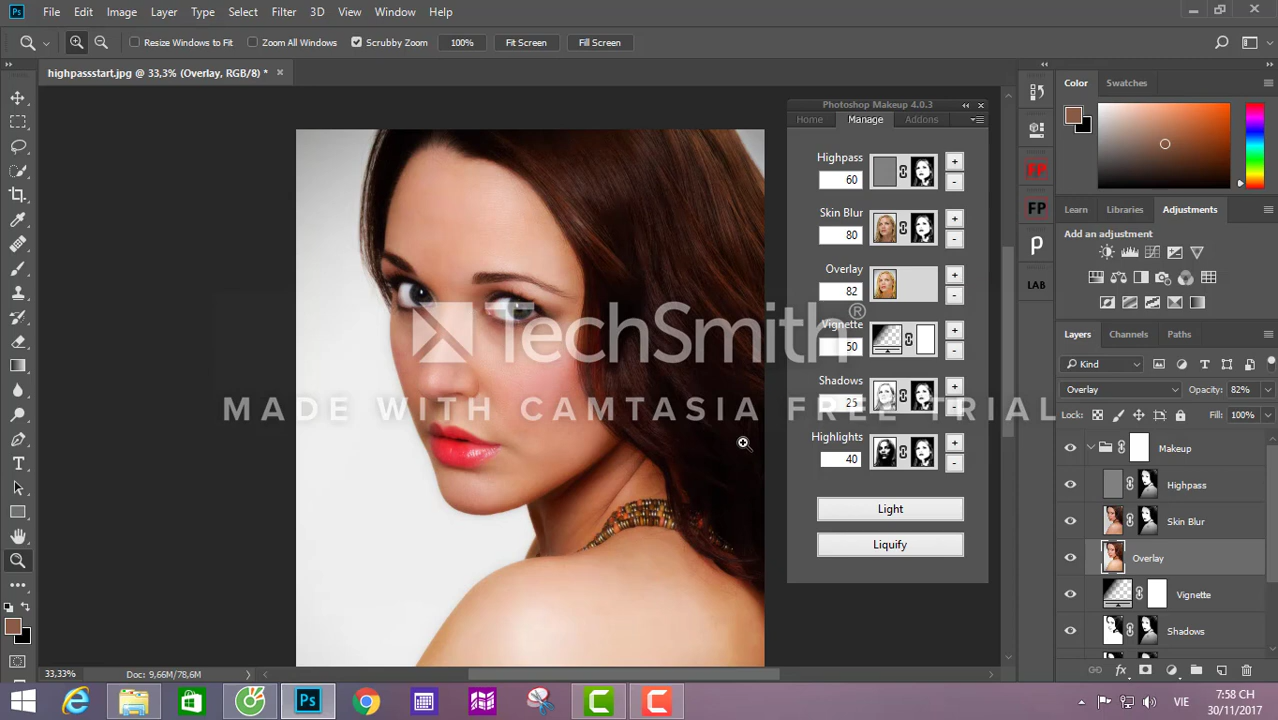 Ps File Edit Image Layer Type Select Filter 3D View Window Help
Resize Windows to Fit Zoom All Windows Scrubby Zoom 100% Fit Screen Fill Screen
highpassstart.jpg @ 33,3% (Overlay, RGB/8) *
Photoshop Makeup 4.0.3
Home Manage Addons
Highpass
60
+
-
Skin Blur
80
+
-
Overlay
82
+
-
Vignette
50
+
-
Shadows
25
+
Highlights
40
+
-
Light
Liquify
FP
FP
LAB
Color Swatches
Learn Libraries Adjustments
Add an adjustment
Layers Channels Paths
Kind
Overlay Opacity: 82%
Lock: Fill: 100%
Makeup
Highpass
Skin Blur
Overlay
Vignette
Shadows
fx
TechSmith®
MADE WITH CAMTASIA FREE TRIAL
33,33% Doc: 9,66M/78,6M
Ps
VIE
7:58 CH
30/11/2017